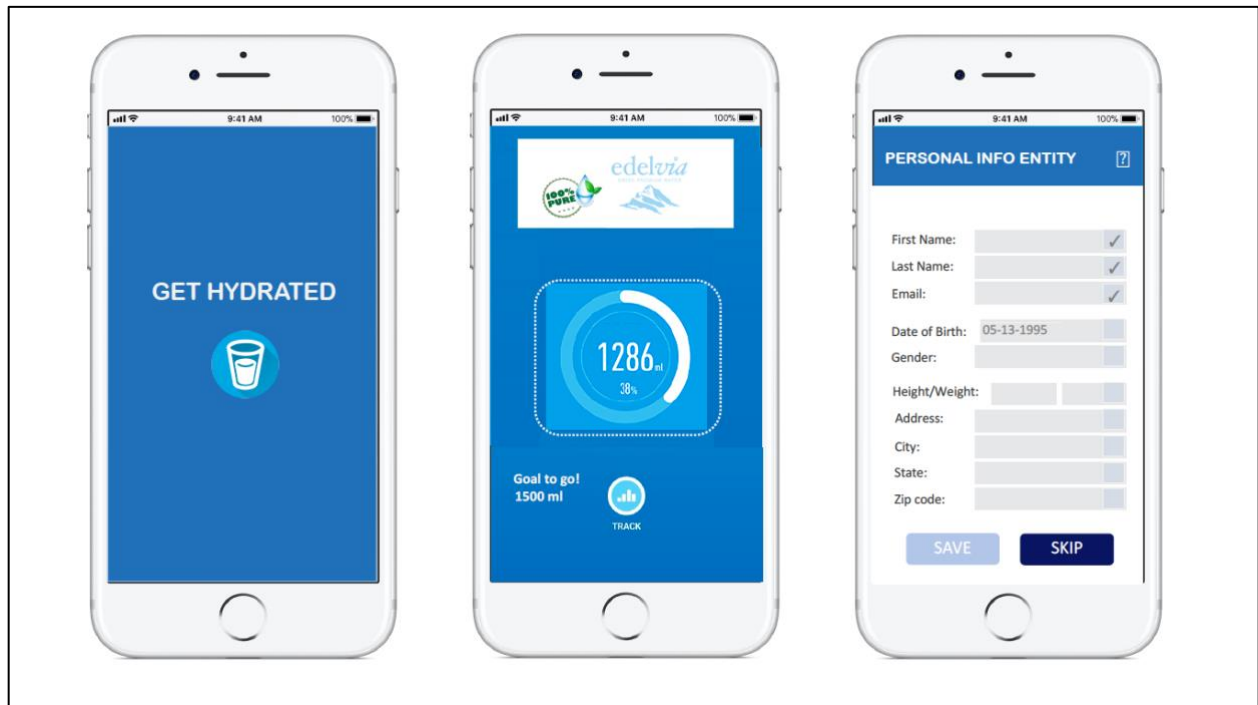 9:41 AM 100%
GET HYDRATED
9:41 AM 100%
100%
PURE
edelvia
1286 ml
38%
Goal to go!
1500 ml
TRACK
9:41 AM 100%
PERSONAL INFO ENTITY ?
First Name: ✓
Last Name: ✓
Email: ✓
Date of Birth: 05-13-1995
Gender:
Height/Weight:
Address:
City:
State:
Zip code:
SAVE SKIP